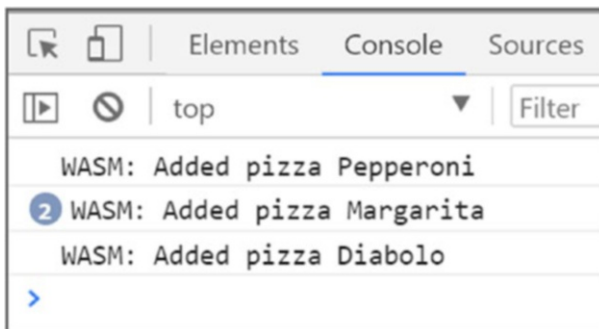 Elements Console Sources
top Filter
WASM: Added pizza Pepperoni
2 WASM: Added pizza Margarita
WASM: Added pizza Diabolo